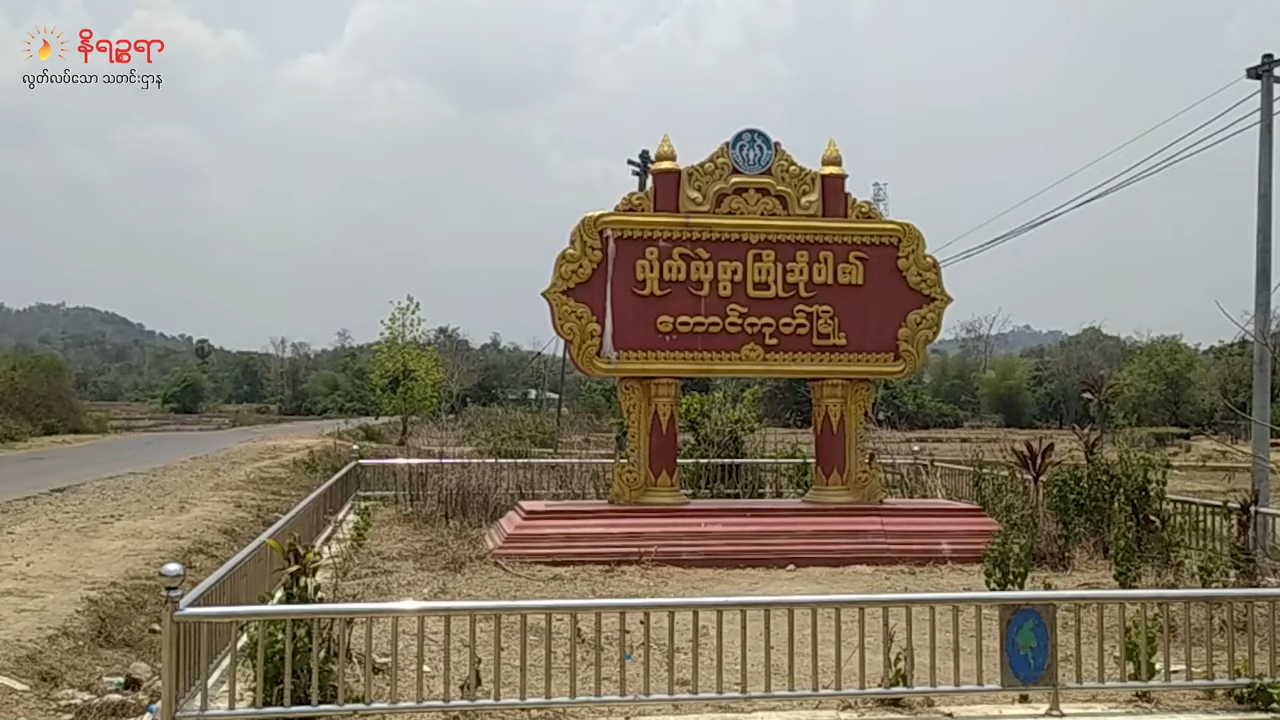 နိရဉ္စရာ
လွတ်လပ်သော သတင်းဌာန
လှိုက်လှဲစွာကြိုဆိုပါ၏
တောင်ကုတ်မြို့